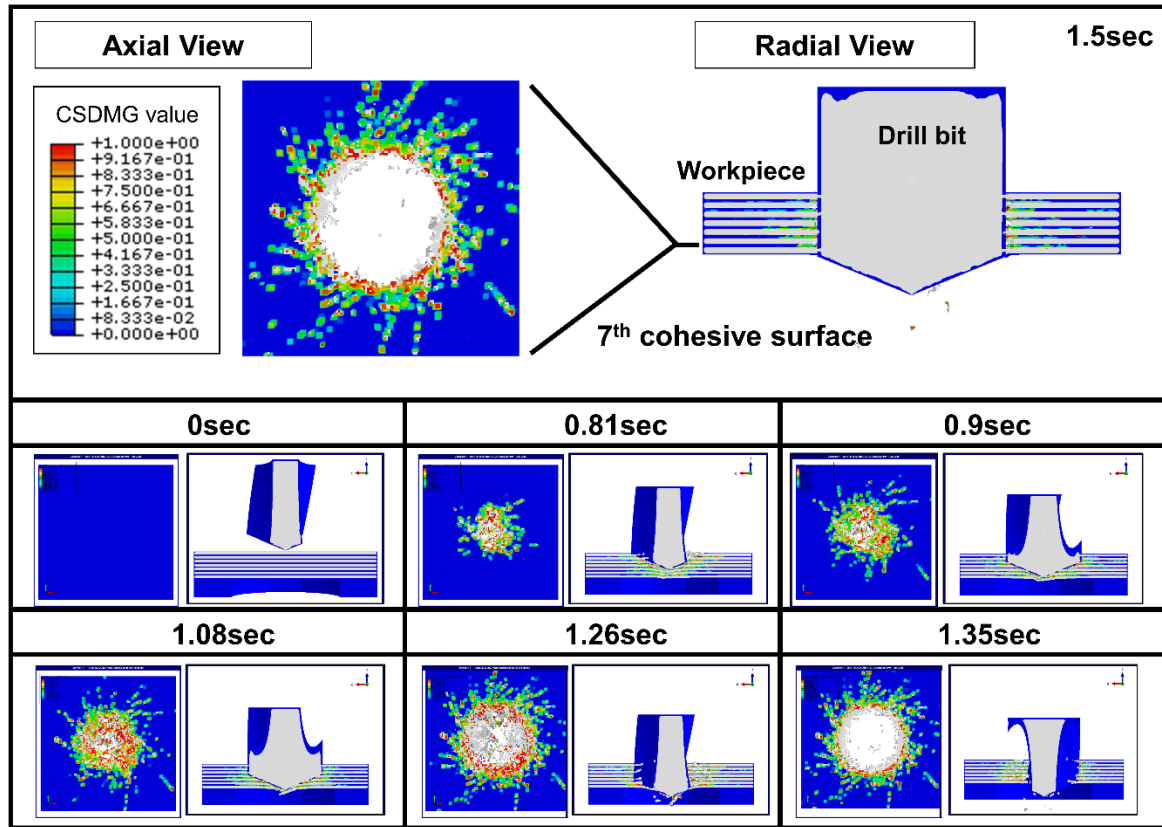 Axial View
Radial View
1.5sec
CSDMG value
+1.000e+00
+9.167e-01
+8.333e-01
+7.500e-01
+6.667e-01
+5.833e-01
+5.000e-01
+4.167e-01
+3.333e-01
+2.500e-01
+1.667e-01
+8.333e-02
+0.000e+00
Drill bit
Workpiece
7th cohesive surface
0sec
0.81sec
0.9sec
1.08sec
1.26sec
1.35sec